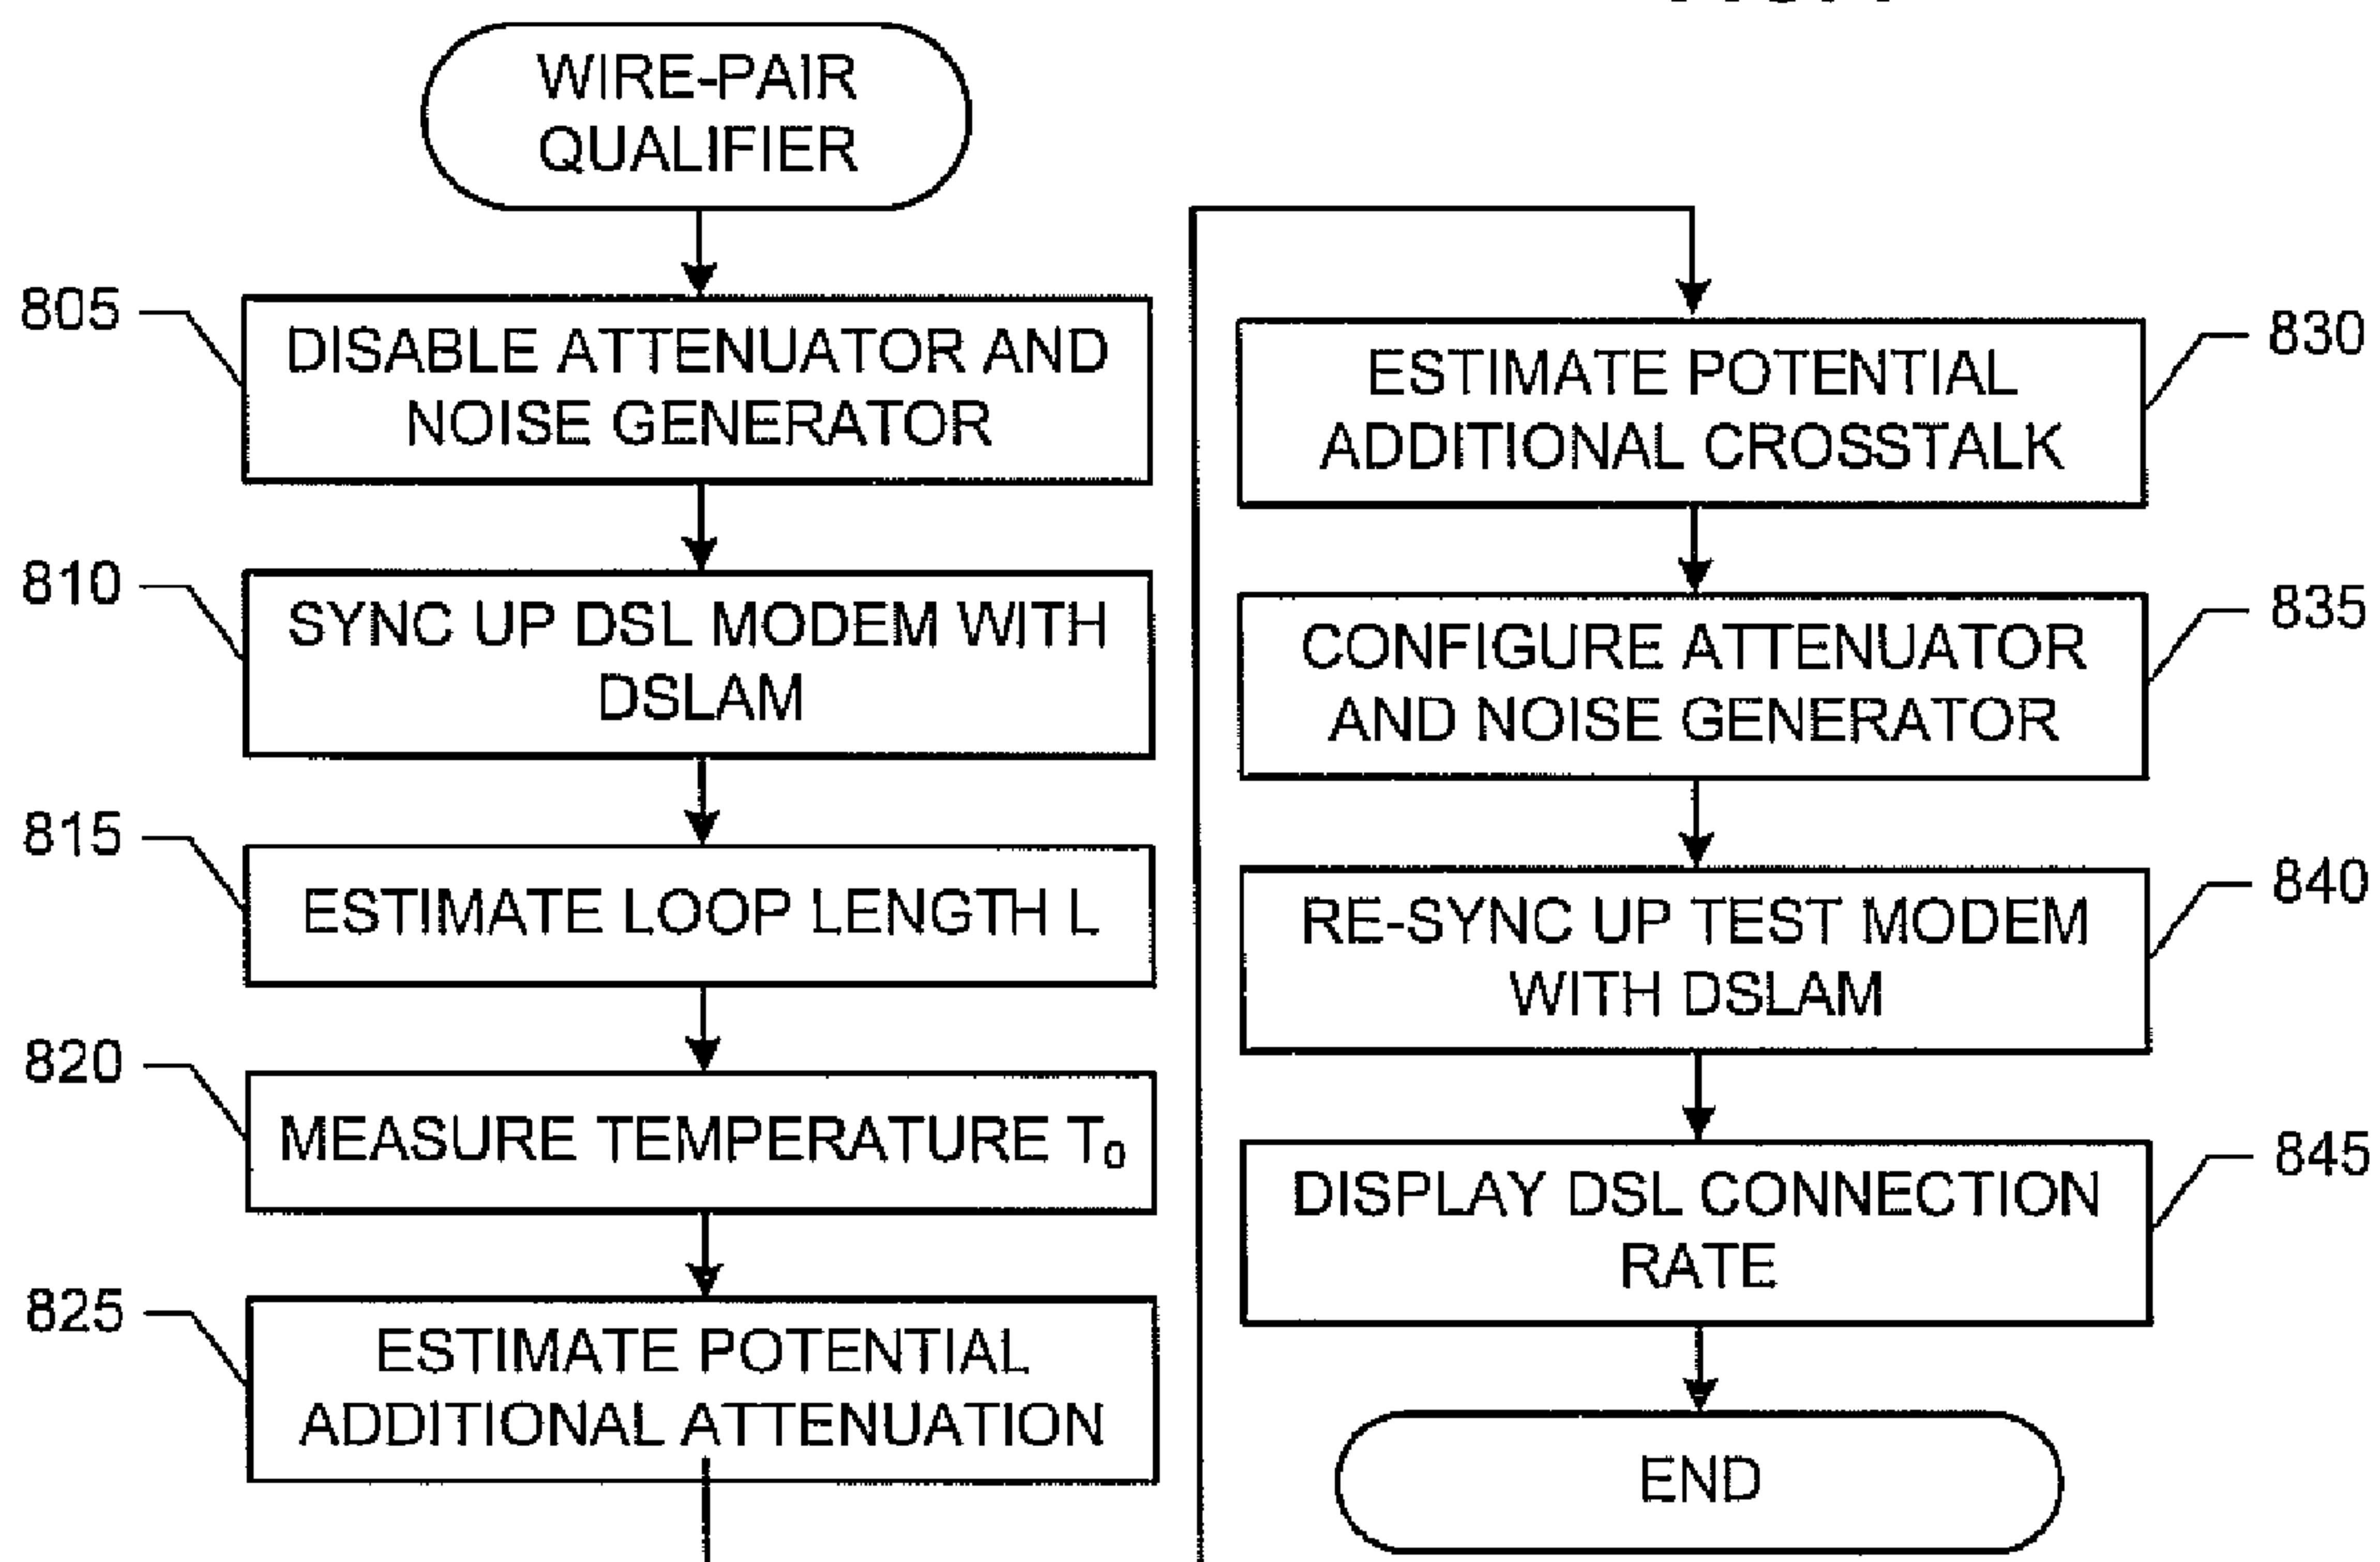 WIRE-PAIR
QUALIFIER
805
DISABLE ATTENUATOR AND
NOISE GENERATOR
810
SYNC UP DSL MODEM WITH
DSLAM
815
ESTIMATE LOOP LENGTH L
820
MEASURE TEMPERATURE T₀
825
ESTIMATE POTENTIAL
ADDITIONAL ATTENUATION
830
ESTIMATE POTENTIAL
ADDITIONAL CROSSTALK
835
CONFIGURE ATTENUATOR
AND NOISE GENERATOR
840
RE-SYNC UP TEST MODEM
WITH DSLAM
845
DISPLAY DSL CONNECTION
RATE
END